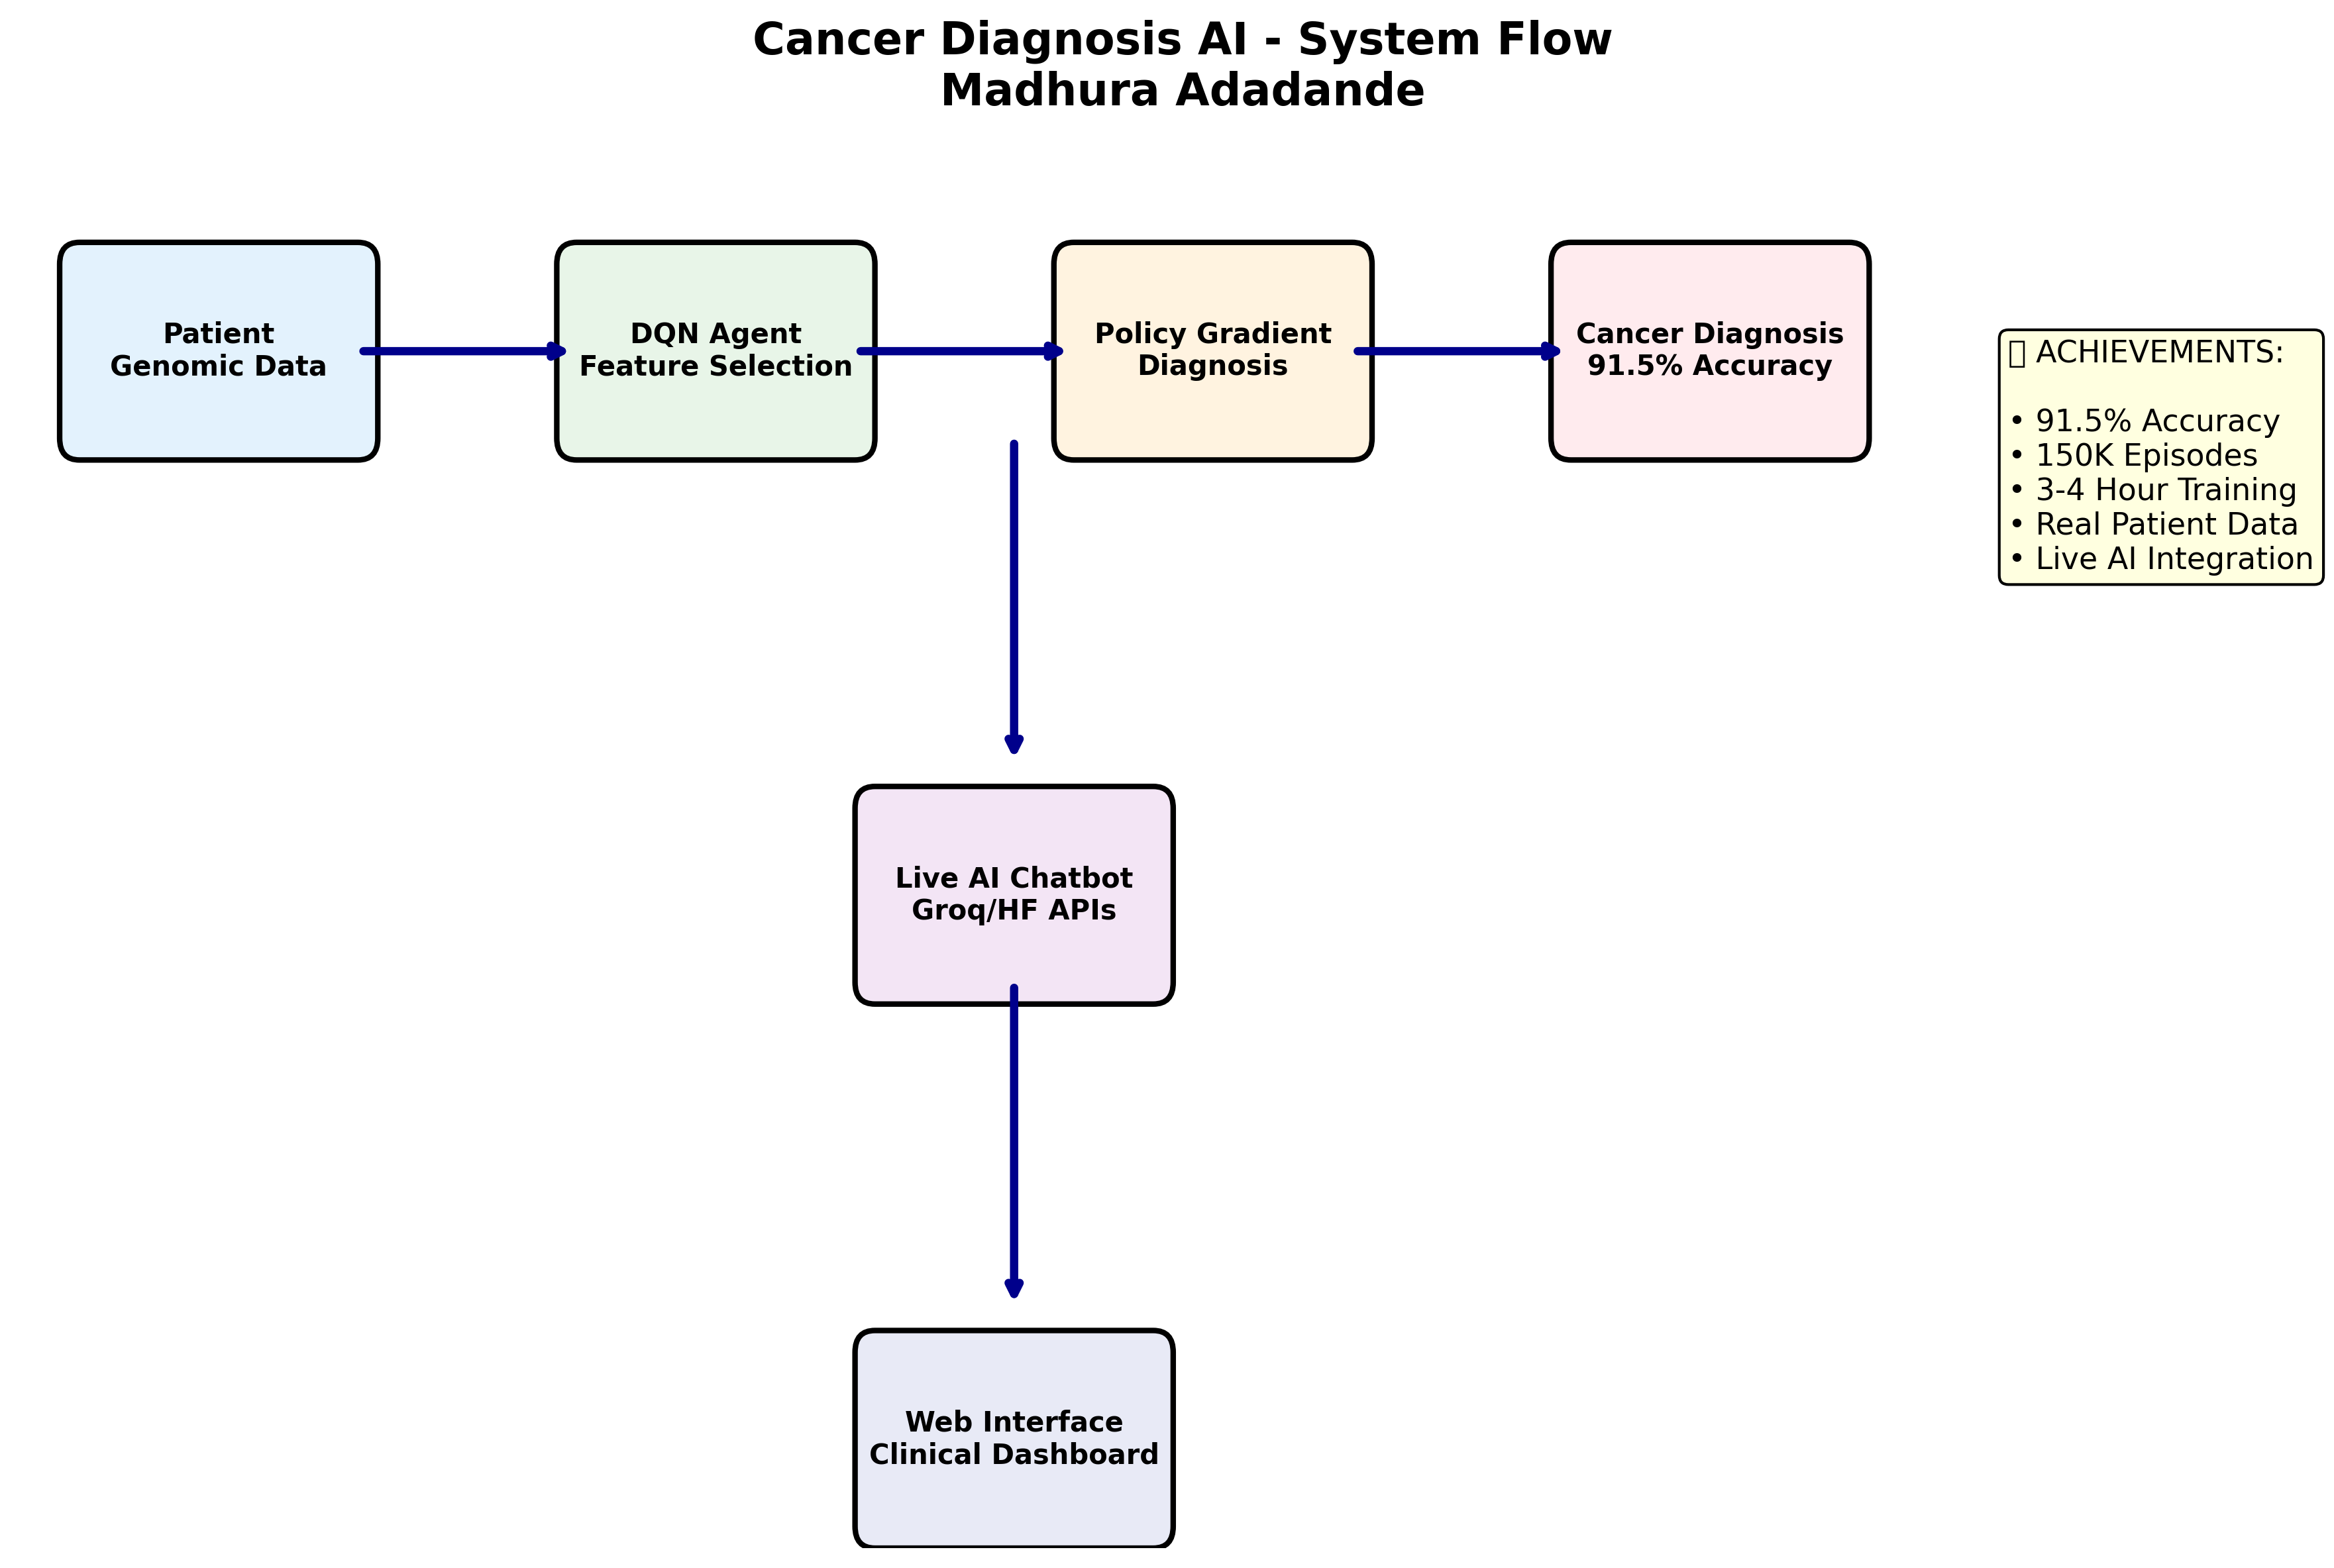 Cancer Diagnosis AI - System Flow
Madhura Adadande
Patient
Genomic Data
DQN Agent
Feature Selection
Policy Gradient
Diagnosis
Cancer Diagnosis
91.5% Accuracy
ACHIEVEMENTS:
• 91.5% Accuracy
• 150K Episodes
• 3-4 Hour Training
• Real Patient Data
• Live AI Integration
Live AI Chatbot
Groq/HF APIs
Web Interface
Clinical Dashboard